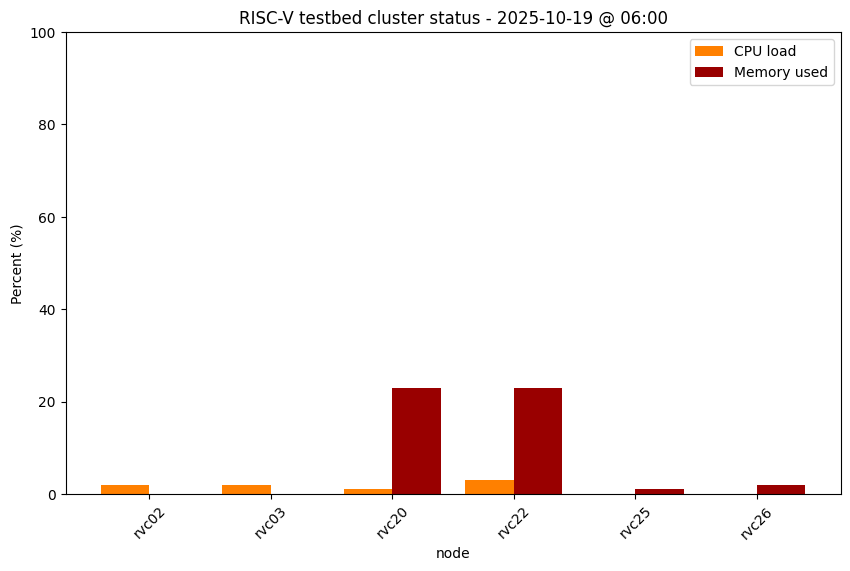 RISC-V testbed cluster status - 2025-10-19 @ 06:00
CPU load
Memory used
Percent (%)
100
80
60
40
20
0
rvc02
rvc03
rvc20
rvc22
rvc25
rvc26
node